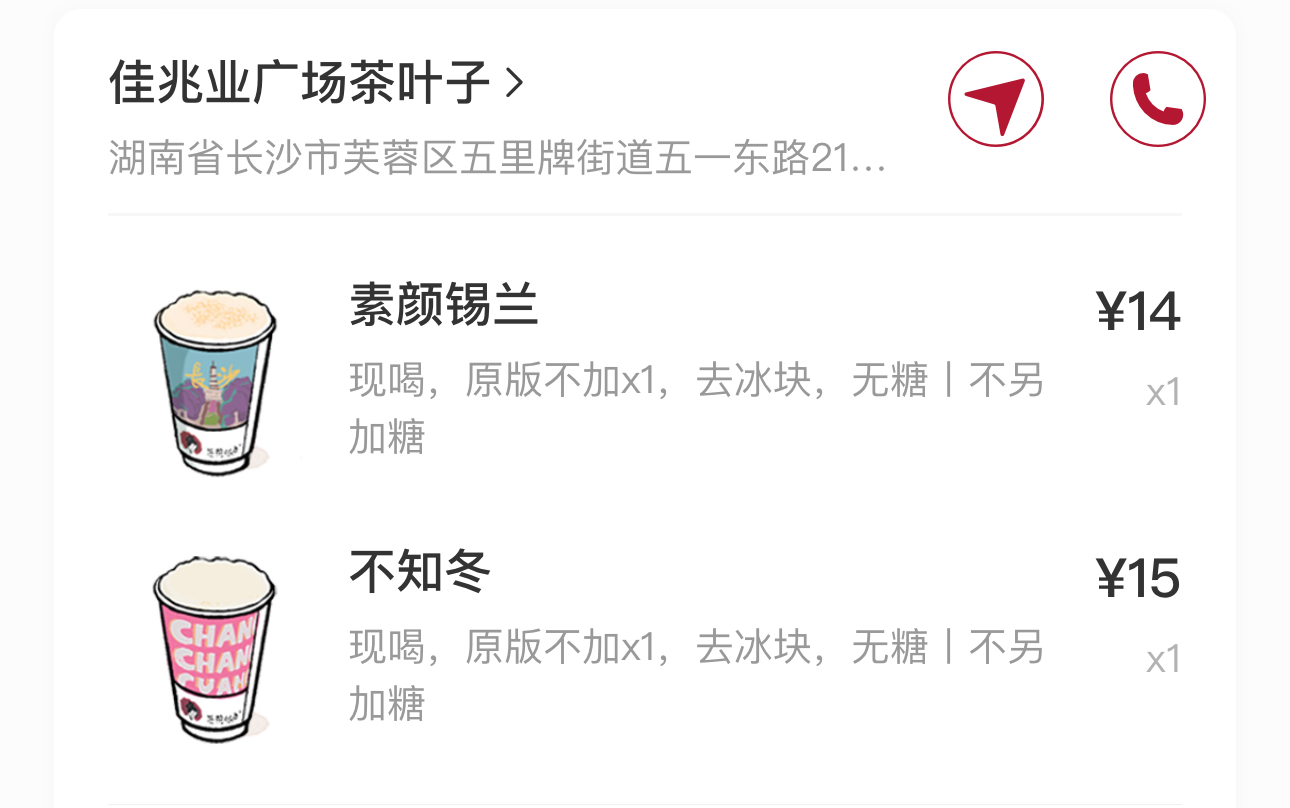 佳兆业广场茶叶子
湖南省长沙市芙蓉区五里牌街道五一东路21...
素颜锡兰
¥14
现喝，原版不加x1，去冰块，无糖丨不另
加糖
x1
長沙
不知冬
¥15
现喝，原版不加x1，去冰块，无糖丨不另
加糖
x1
CHAN
CHAN
CUAN